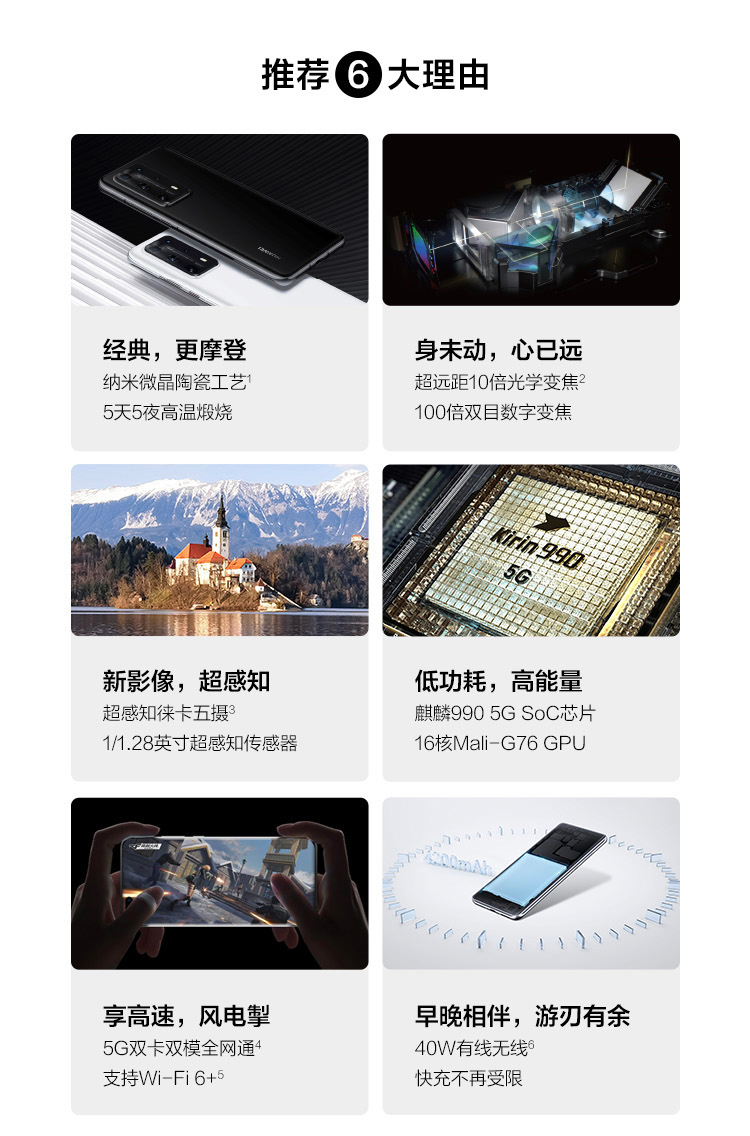 推荐6大理由
HUAWEI
经典，更摩登
纳米微晶陶瓷工艺1
5天5夜高温煅烧
身未动，心已远
超远距10倍光学变焦2
100倍双目数字变焦
新影像，超感知
超感知徕卡五摄3
1/1.28英寸超感知传感器
Kirin 990
5G
低功耗，高能量
麒麟990 5G SoC芯片
16核Mali-G76 GPU
享高速，风电掣
5G双卡双模全网通4
支持Wi-Fi 6+5
4200mAh
早晚相伴，游刃有余
40W有线无线6
快充不再受限